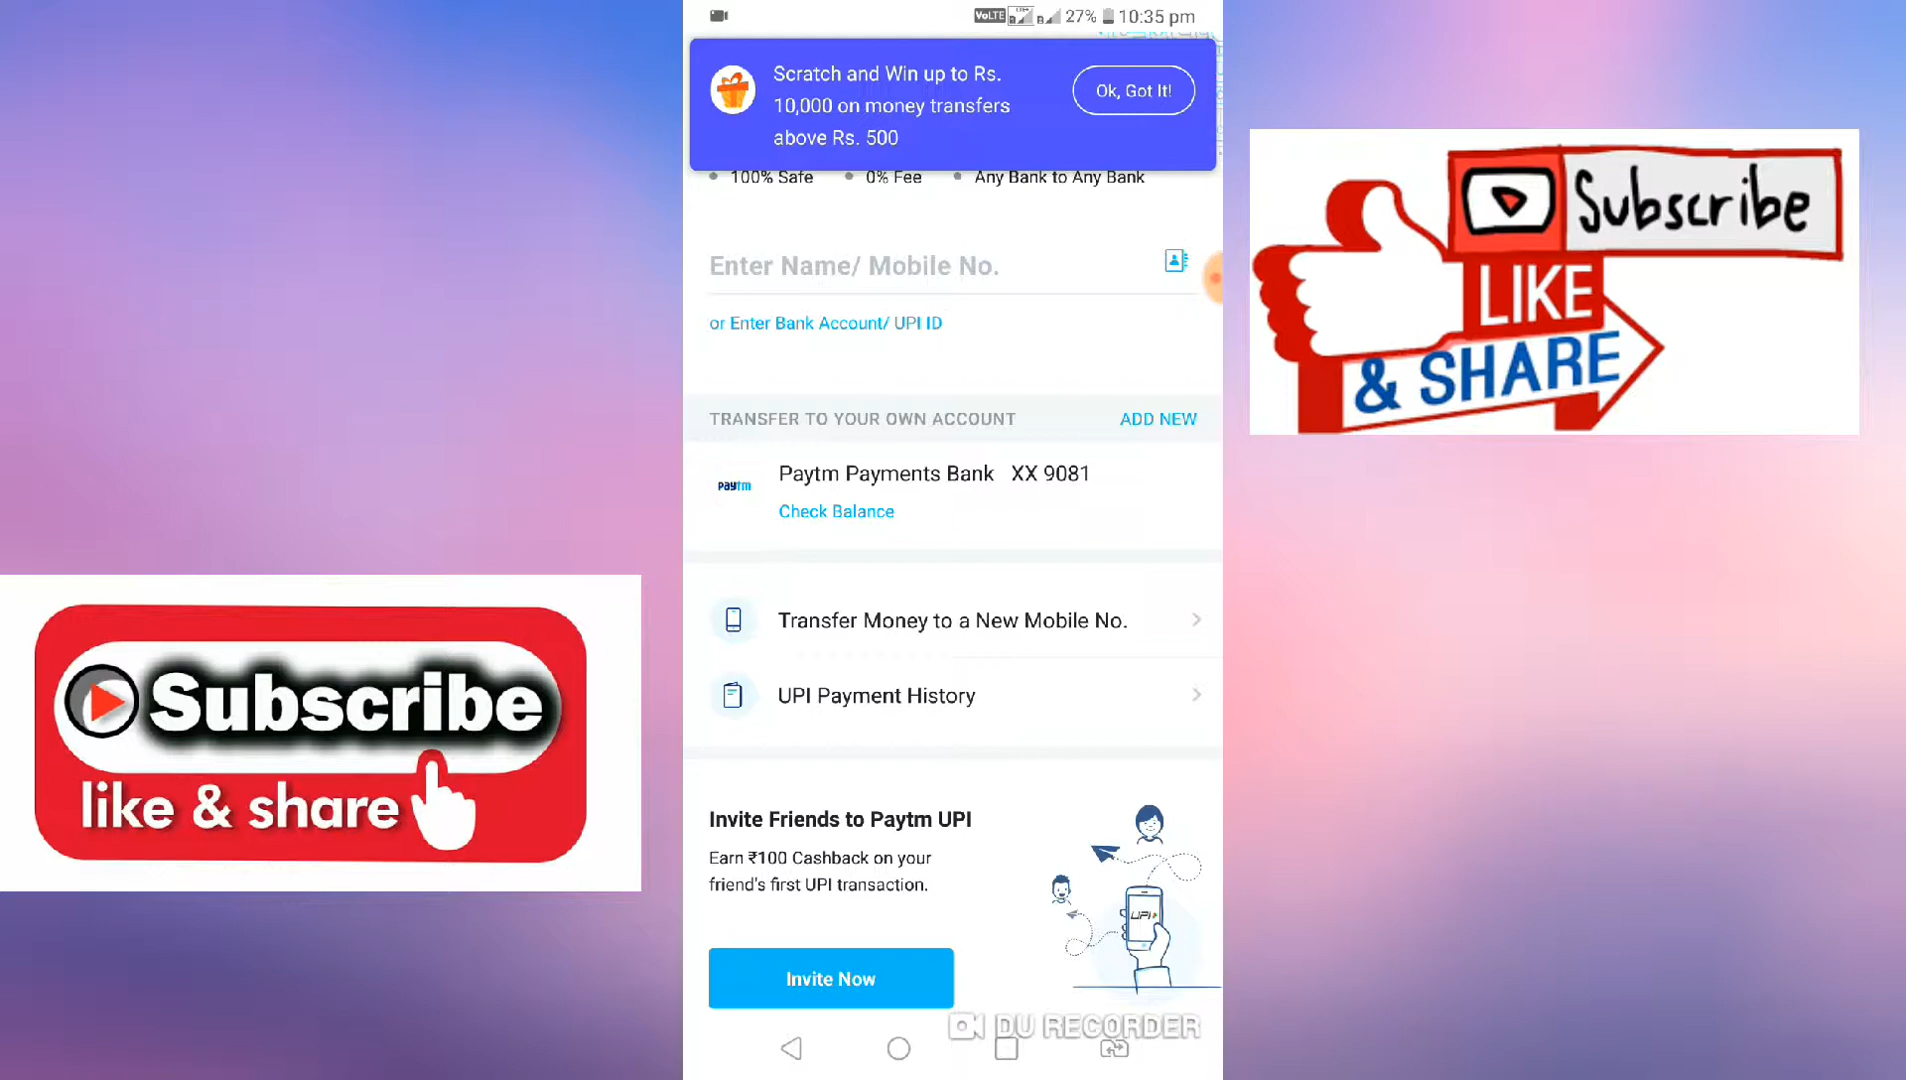 VoLTE 27% 10:35 pm
Scratch and Win up to Rs.
10,000 on money transfers
above Rs. 500
Ok, Got It!
100% Safe 0% Fee Any Bank to Any Bank
Enter Name/ Mobile No.
or Enter Bank Account/ UPI ID
TRANSFER TO YOUR OWN ACCOUNT ADD NEW
paytm Paytm Payments Bank XX 9081
Check Balance
Transfer Money to a New Mobile No.
UPI Payment History
Invite Friends to Paytm UPI
Earn ₹100 Cashback on your
friend's first UPI transaction.
UPI
Invite Now
DU RECORDER
Subscribe
like & share
Subscribe
LIKE
& SHARE